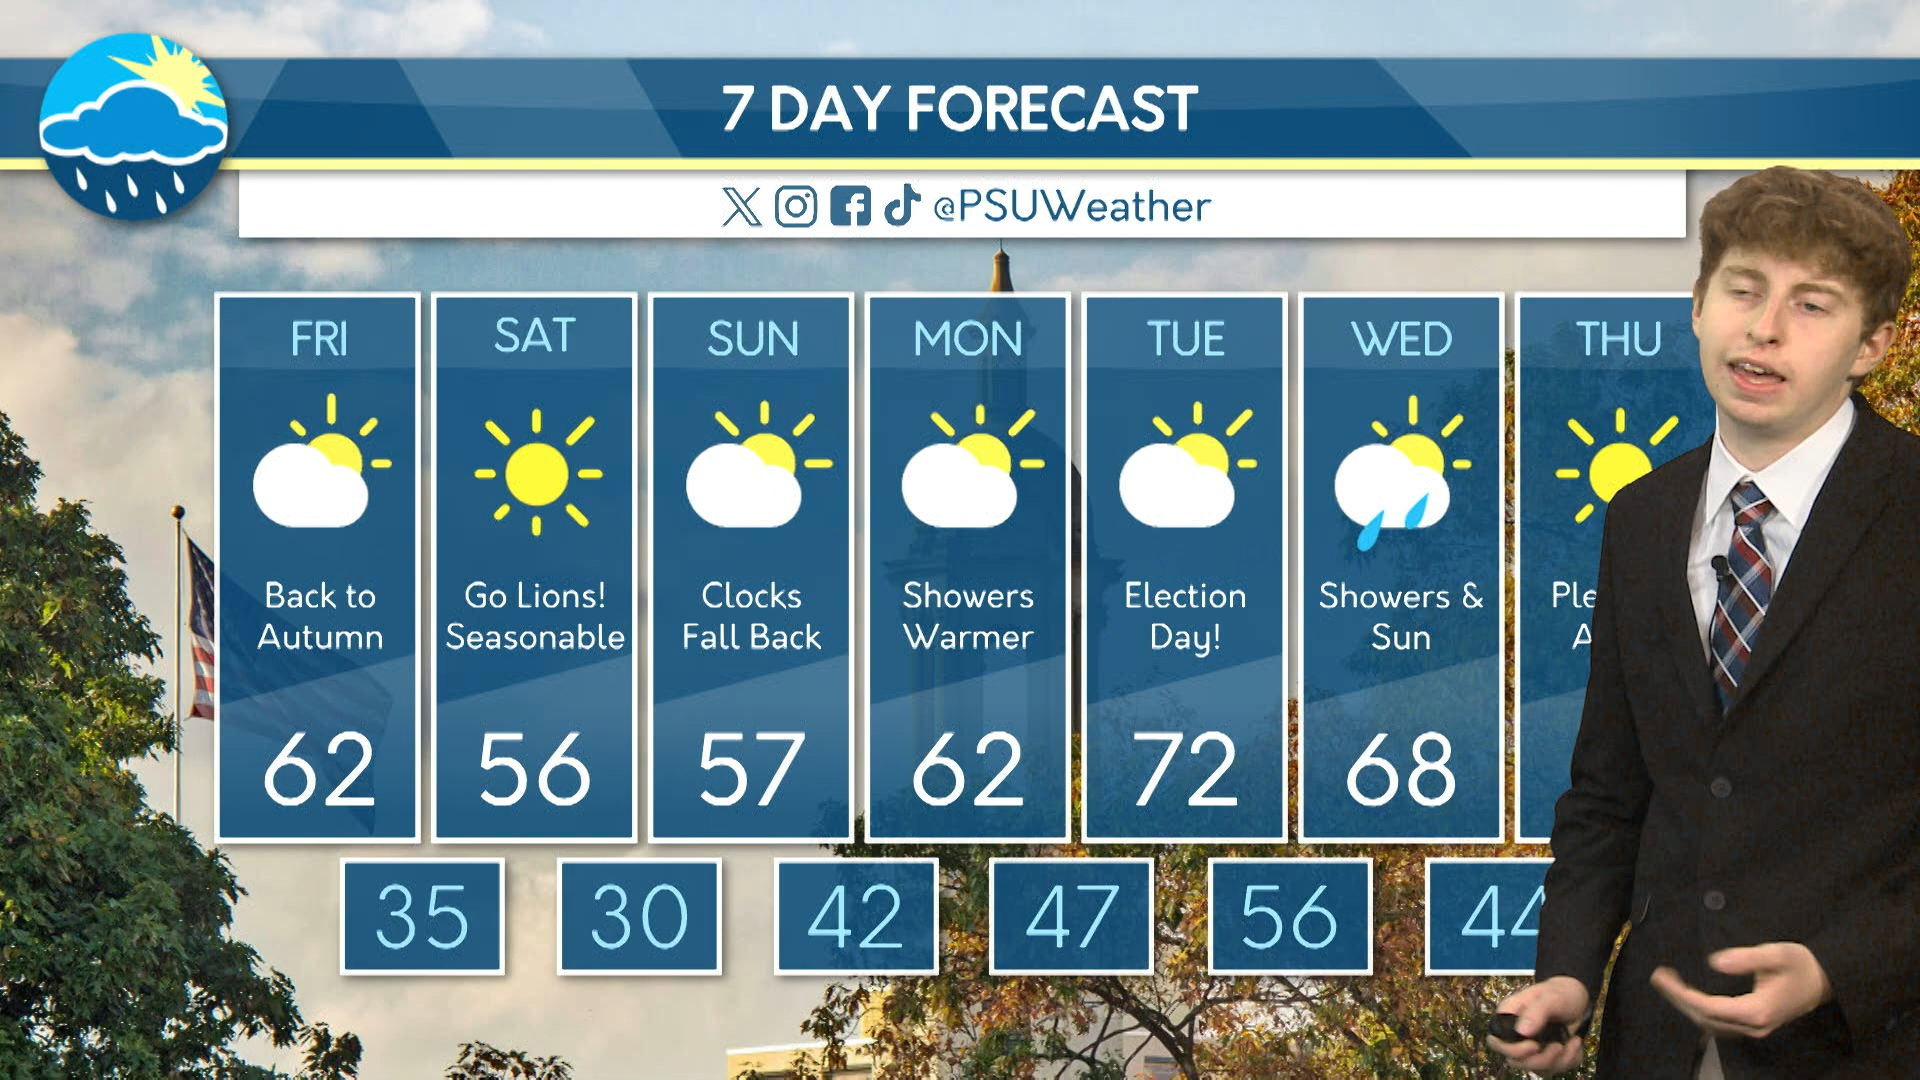 7 DAY FORECAST
@PSUWeather
FRI SAT SUN MON TUE WED THU
Back to
Autumn
Go Lions!
Seasonable
Clocks
Fall Back
Showers
Warmer
Election
Day!
Showers &
Sun
62 56 57 62 72 68
35 30 42 47 56 44